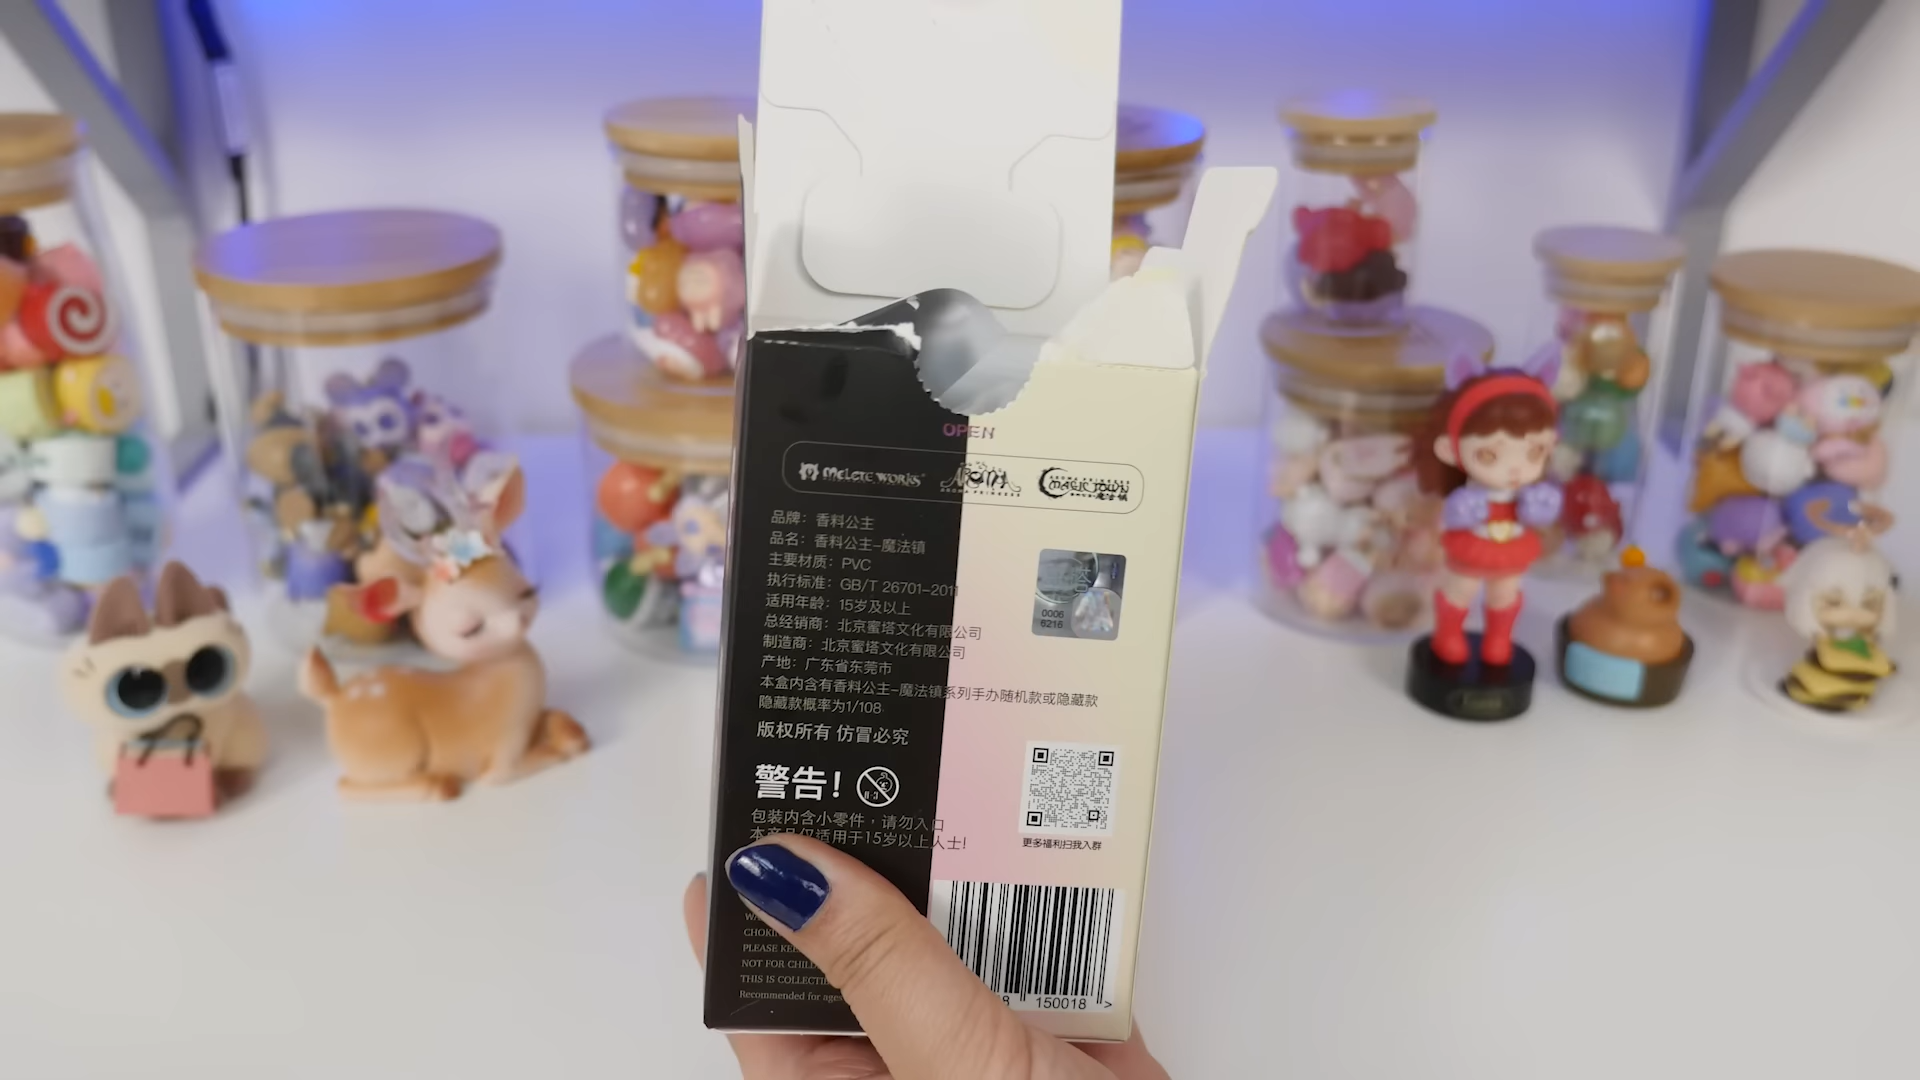 OPEN
MeLete WORKS
AROMA PRINCESS
MAGIC TOWN
魔法镇
品牌：香料公主
品名：香料公主-魔法镇
主要材质：PVC
执行标准：GB/T 26701-2011
适用年龄：15岁及以上
总经销商：北京蜜塔文化有限公司
制造商：北京蜜塔文化有限公司
产地：广东省东莞市
本盒内含有香料公主-魔法镇系列手办随机款或隐藏款
隐藏款概率为1/108
版权所有 仿冒必究
0006
6216
警告！
0-3
包装内含小零件，请勿入口
本产品仅适用于15岁以上人士!
更多福利扫我入群
PLEASE
NOT FOR
THIS IS
Recommended for ages
150018 >